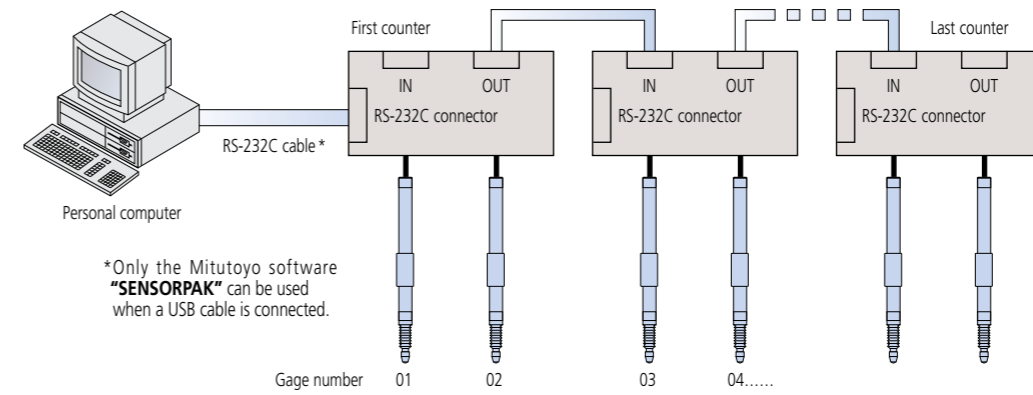 First counter
Last counter
IN OUT
IN OUT
IN OUT
RS-232C connector
RS-232C connector
RS-232C connector
RS-232C cable*
Personal computer
*Only the Mitutoyo software
“SENSORPAK” can be used
when a USB cable is connected.
Gage number 01 02 03 04......